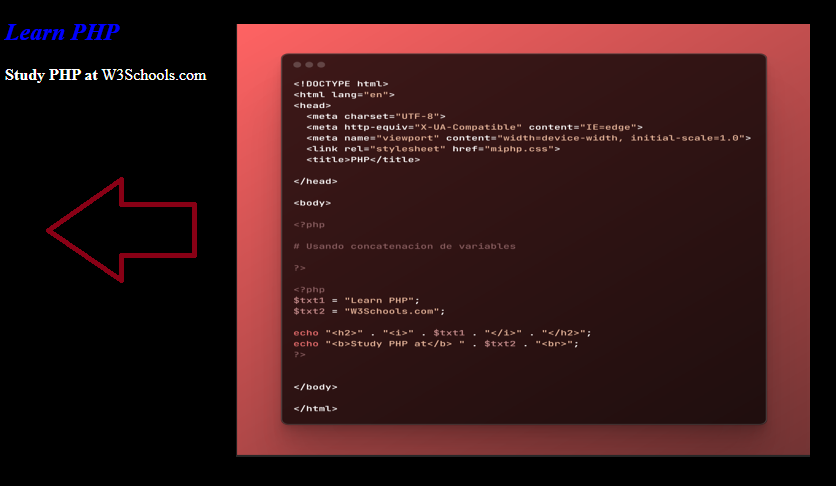 Learn PHP
Study PHP at W3Schools.com
<!DOCTYPE html>
<html lang="en">
<head>
<meta charset="UTF-8">
<meta http-equiv="X-UA-Compatible" content="IE=edge">
<meta name="viewport" content="width=device-width, initial-scale=1.0">
<link rel="stylesheet" href="miphp.css">
<title>PHP</title>
</head>
<body>
<?php
# Usando concatenacion de variables
?>
<?php
$txt1 = "Learn PHP";
$txt2 = "W3Schools.com";
echo "<h2>" . "<i>" . $txt1 . "</i>" . "</h2>";
echo "<b>Study PHP at</b> " . $txt2 . "<br>";
?>
</body>
</html>